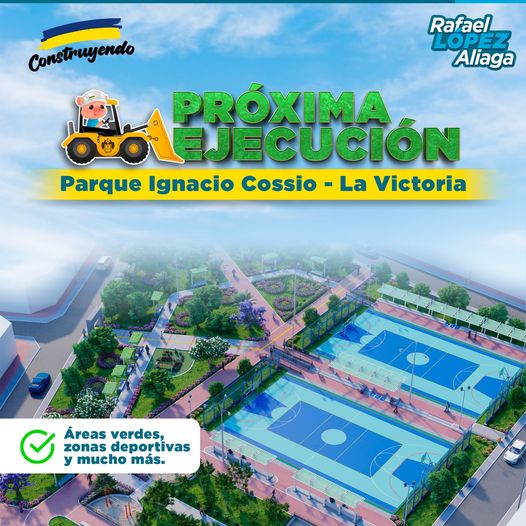 Construyendo
Rafael
LOPEZ
Aliaga
PRÓXIMA
EJECUCIÓN
Parque Ignacio Cossio - La Victoria
Áreas verdes,
zonas deportivas
y mucho más.